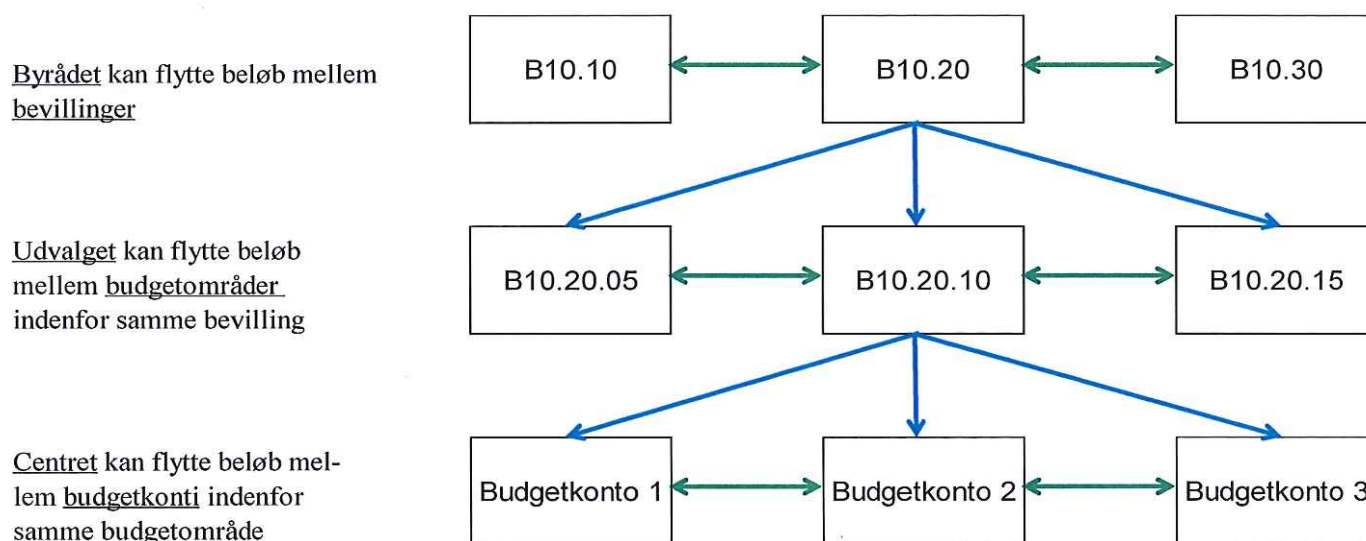 Byrådet kan flytte beløb mellem
bevillinger
B10.10
B10.20
B10.30
Udvalget kan flytte beløb
mellem budgetområder
indenfor samme bevilling
B10.20.05
B10.20.10
B10.20.15
Centret kan flytte beløb mel-
lem budgetkonti indenfor
samme budgetområde
Budgetkonto 1
Budgetkonto 2
Budgetkonto 3